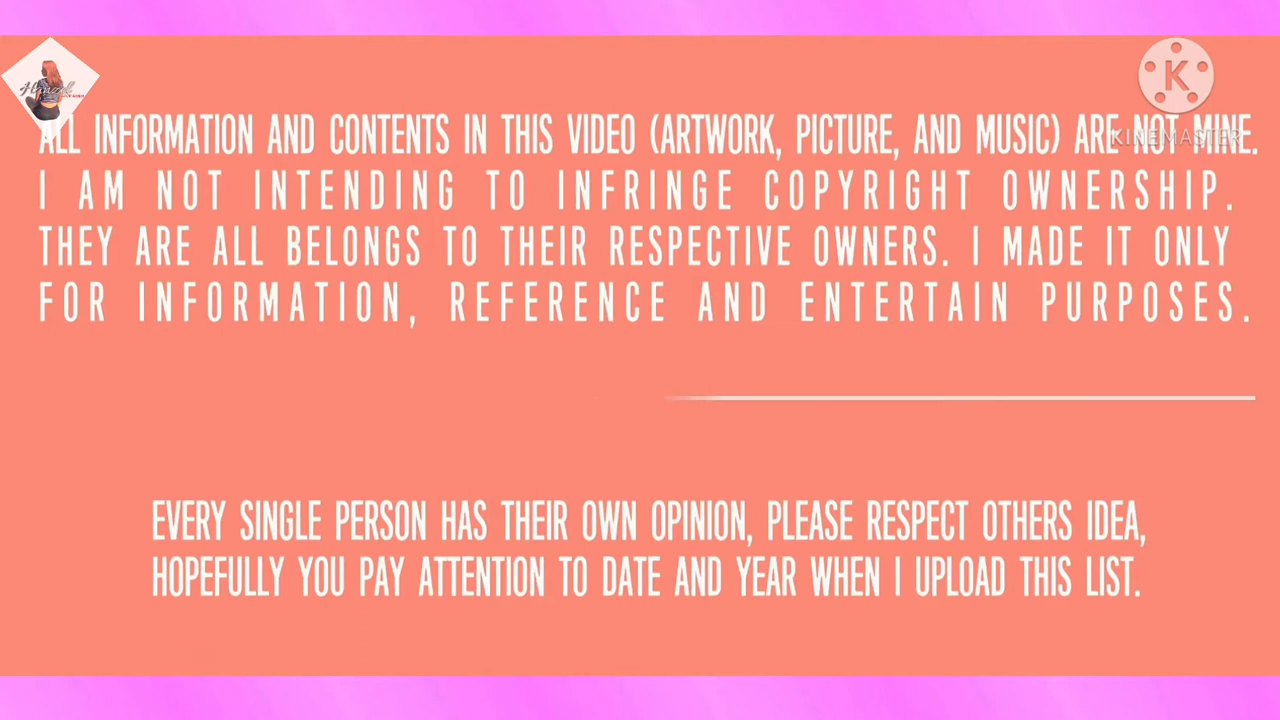 ALL INFORMATION AND CONTENTS IN THIS VIDEO (ARTWORK, PICTURE, AND MUSIC) ARE NOT MINE.
I AM NOT INTENDING TO INFRINGE COPYRIGHT OWNERSHIP.
THEY ARE ALL BELONGS TO THEIR RESPECTIVE OWNERS. I MADE IT ONLY
FOR INFORMATION, REFERENCE AND ENTERTAIN PURPOSES.
EVERY SINGLE PERSON HAS THEIR OWN OPINION, PLEASE RESPECT OTHERS IDEA,
HOPEFULLY YOU PAY ATTENTION TO DATE AND YEAR WHEN I UPLOAD THIS LIST.
K
KINEMASTER